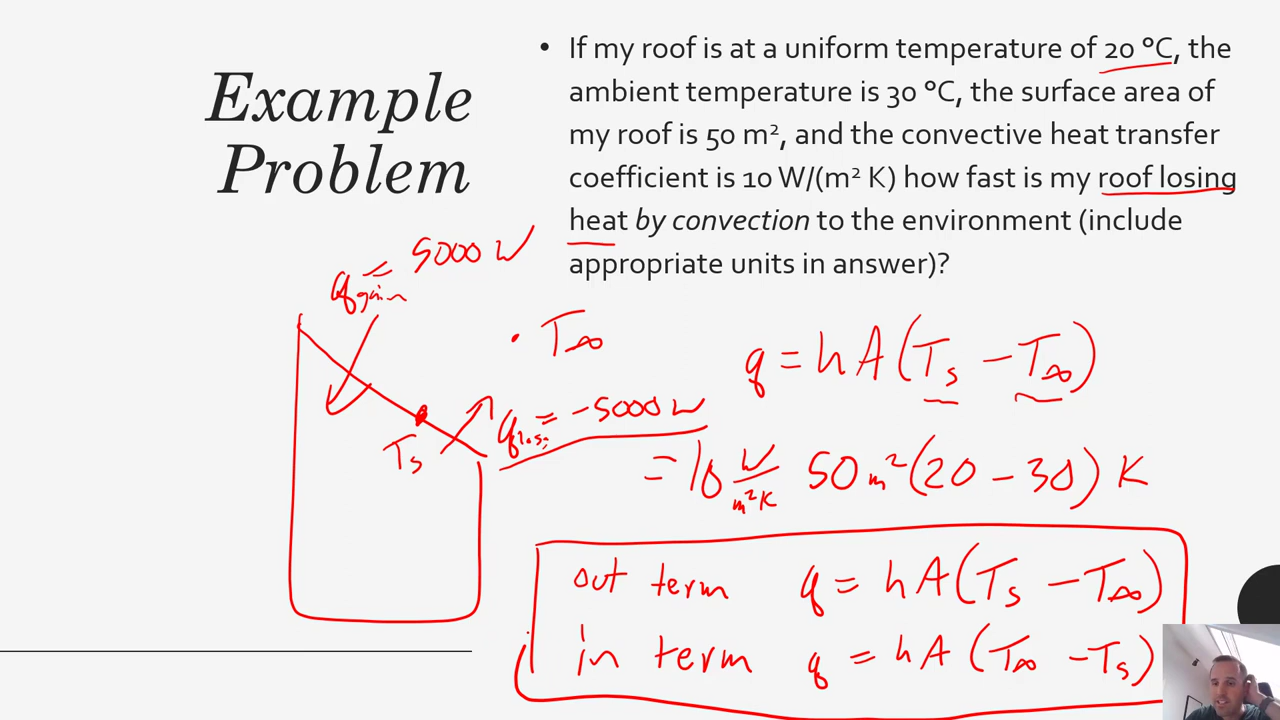 Example
Problem
• If my roof is at a uniform temperature of 20 °C, the
ambient temperature is 30 °C, the surface area of
my roof is 50 m², and the convective heat transfer
coefficient is 10 W/(m² K) how fast is my roof losing
heat by convection to the environment (include
appropriate units in answer)?
q gain = 5000 W
T∞
q = hA(Ts − T∞)
q loss = −5000 W
Ts
= 10 W/m²K 50 m² (20 − 30) K
out term q = hA(Ts − T∞)
in term q = hA(T∞ − Ts)